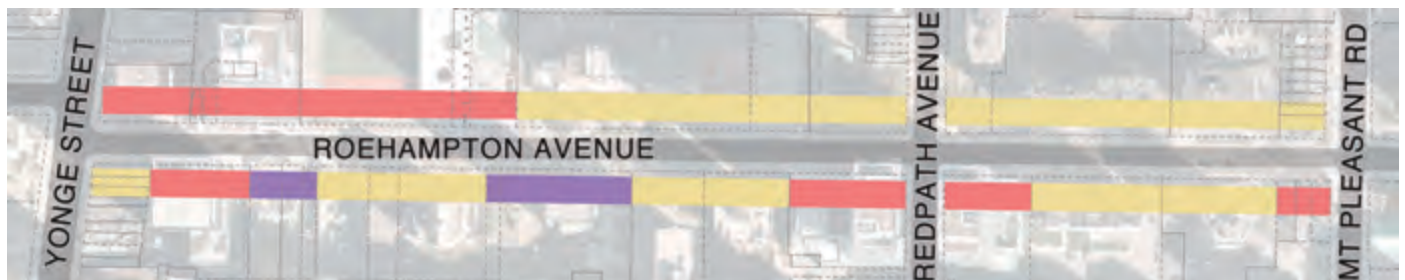 YONGE STREET
ROEHAMPTON AVENUE
REDPATH AVENUE
MT PLEASANT RD